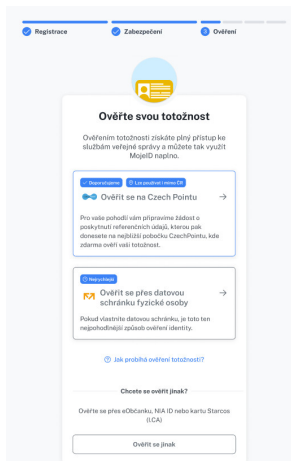 Registrace
Zabezpečení
3 Ověření
Ověřte svou totožnost
Ověřením totožnosti získáte plný přístup ke
službám veřejné správy a můžete tak využít
MojeID naplno.
Doporučujeme
Lze používat i mimo ČR
Ověřit se na Czech Pointu
Pro vaše pohodlí vám připravíme žádost o
poskytnutí referenčních údajů, kterou pak
donesete na nejbližší pobočku CzechPointu, kde
zdarma ověří vaši totožnost.
Nejrychlejší
Ověřit se přes datovou
schránku fyzické osoby
Pokud vlastníte datovou schránku, je toto ten
nejpohodlnější způsob ověření identity.
Jak probíhá ověření totožnosti?
Chcete se ověřit jinak?
Ověřte se přes eObčanku, NIA ID nebo kartu Starcos
(I.CA)
Ověřit se jinak